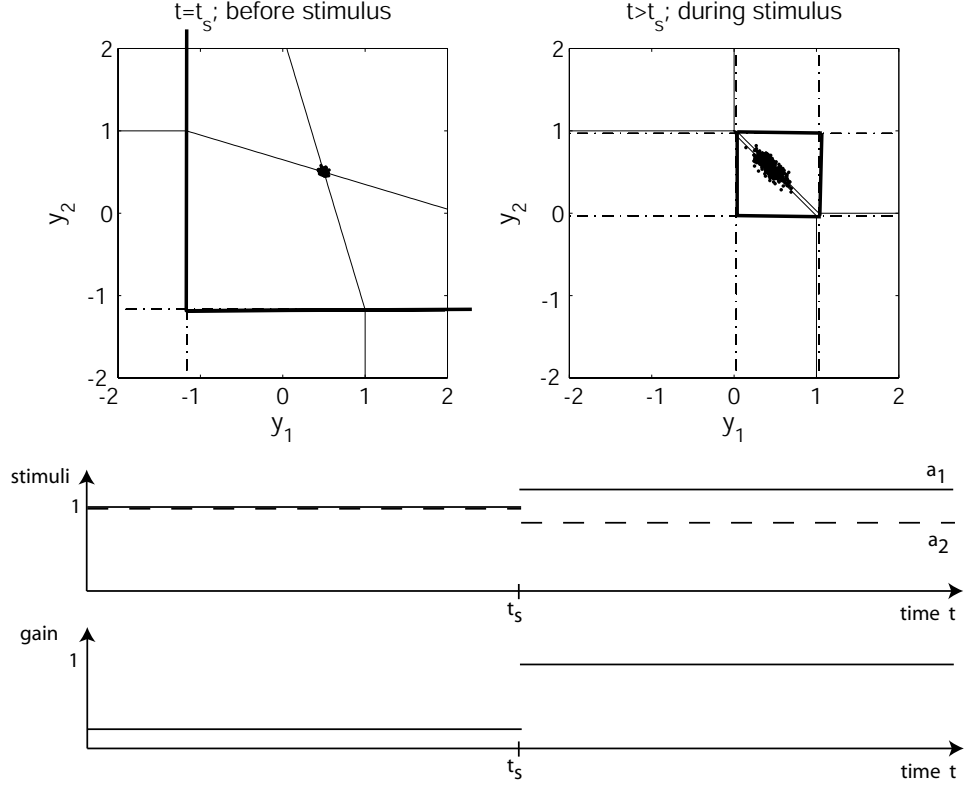 t=t_s; before stimulus
t>t_s; during stimulus
2
1
0
-1
-2
y_2
-2 -1 0 1 2
y_1
2
1
0
-1
-2
y_2
-2 -1 0 1 2
y_1
stimuli
1
a_1
a_2
t_s
time t
gain
1
t_s
time t